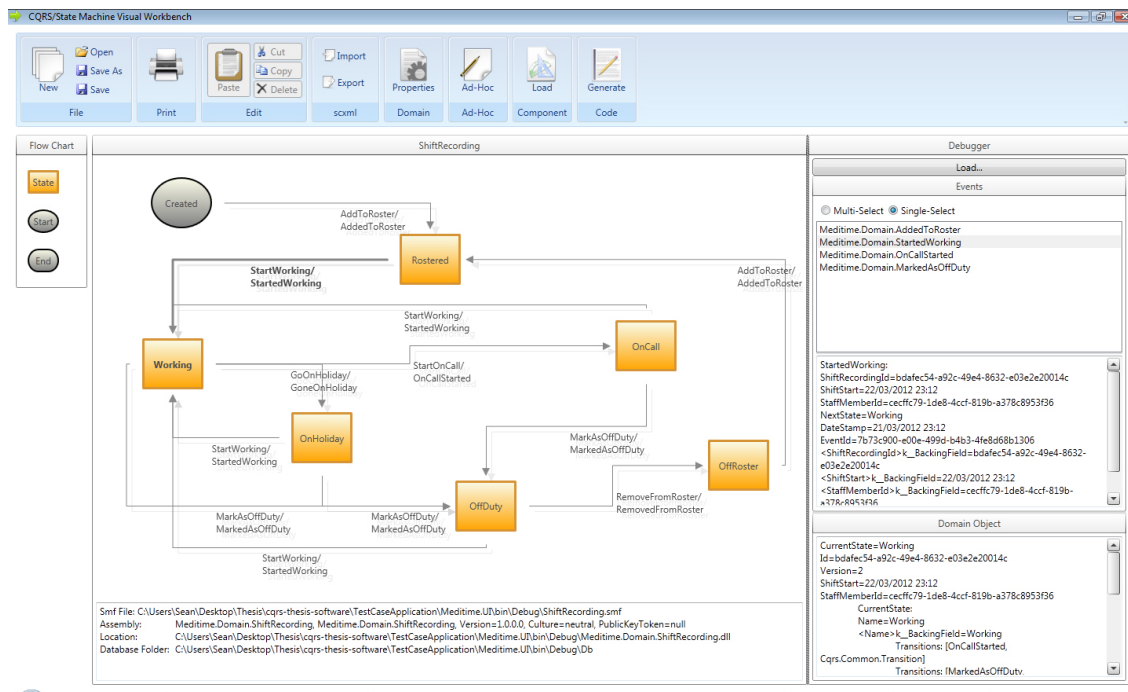 CQRS/State Machine Visual Workbench
New
Open
Save As
Save
File
Print
Paste
Cut
Copy
Delete
Edit
Import
Export
scxml
Properties
Domain
Ad-Hoc
Ad-Hoc
Load
Component
Generate
Code
Flow Chart
State
Start
End
ShiftRecording
Created
AddToRoster/
AddedToRoster
Rostered
StartWorking/
StartedWorking
AddToRoster/
AddedToRoster
StartWorking/
StartedWorking
OnCall
Working
StartOnCall/
OnCallStarted
GoOnHoliday/
GoneOnHoliday
OnHoliday
StartWorking/
StartedWorking
MarkAsOffDuty/
MarkedAsOffDuty
OffRoster
OffDuty
RemoveFromRoster/
RemovedFromRoster
MarkAsOffDuty/
MarkedAsOffDuty
MarkAsOffDuty/
MarkedAsOffDuty
StartWorking/
StartedWorking
Smf File: C:\Users\Sean\Desktop\Thesis\cqrs-thesis-software\TestCaseApplication\Meditime.UI\bin\Debug\ShiftRecording.smf
Assembly: Meditime.Domain.ShiftRecording, Meditime.Domain.ShiftRecording, Version=1.0.0.0, Culture=neutral, PublicKeyToken=null
Location: C:\Users\Sean\Desktop\Thesis\cqrs-thesis-software\TestCaseApplication\Meditime.UI\bin\Debug\Meditime.Domain.ShiftRecording.dll
Database Folder: C:\Users\Sean\Desktop\Thesis\cqrs-thesis-software\TestCaseApplication\Meditime.UI\bin\Debug\Db
Debugger
Load...
Events
Multi-Select Single-Select
Meditime.Domain.AddedToRoster
Meditime.Domain.StartedWorking
Meditime.Domain.OnCallStarted
Meditime.Domain.MarkedAsOffDuty
StartedWorking:
ShiftRecordingId=bdafec54-a92c-49e4-8632-e03e2e20014c
ShiftStart=22/03/2012 23:12
StaffMemberId=cecffc79-1de8-4ccf-819b-a378c8953f36
NextState=Working
DateStamp=21/03/2012 23:12
EventId=7b73c900-e00e-499d-b4b3-4fe8d68b1306
<ShiftRecordingId>k__BackingField=bdafec54-a92c-49e4-8632-
e03e2e20014c
<ShiftStart>k__BackingField=22/03/2012 23:12
<StaffMemberId>k__BackingField=cecffc79-1de8-4ccf-819b-
a378c8953f36
Domain Object
CurrentState=Working
Id=bdafec54-a92c-49e4-8632-e03e2e20014c
Version=2
ShiftStart=22/03/2012 23:12
StaffMemberId=cecffc79-1de8-4ccf-819b-a378c8953f36
CurrentState:
Name=Working
<Name>k__BackingField=Working
Transitions: [OnCallStarted,
Cqrs.Common.Transition]
Transitions: [MarkedAsOffDuty,